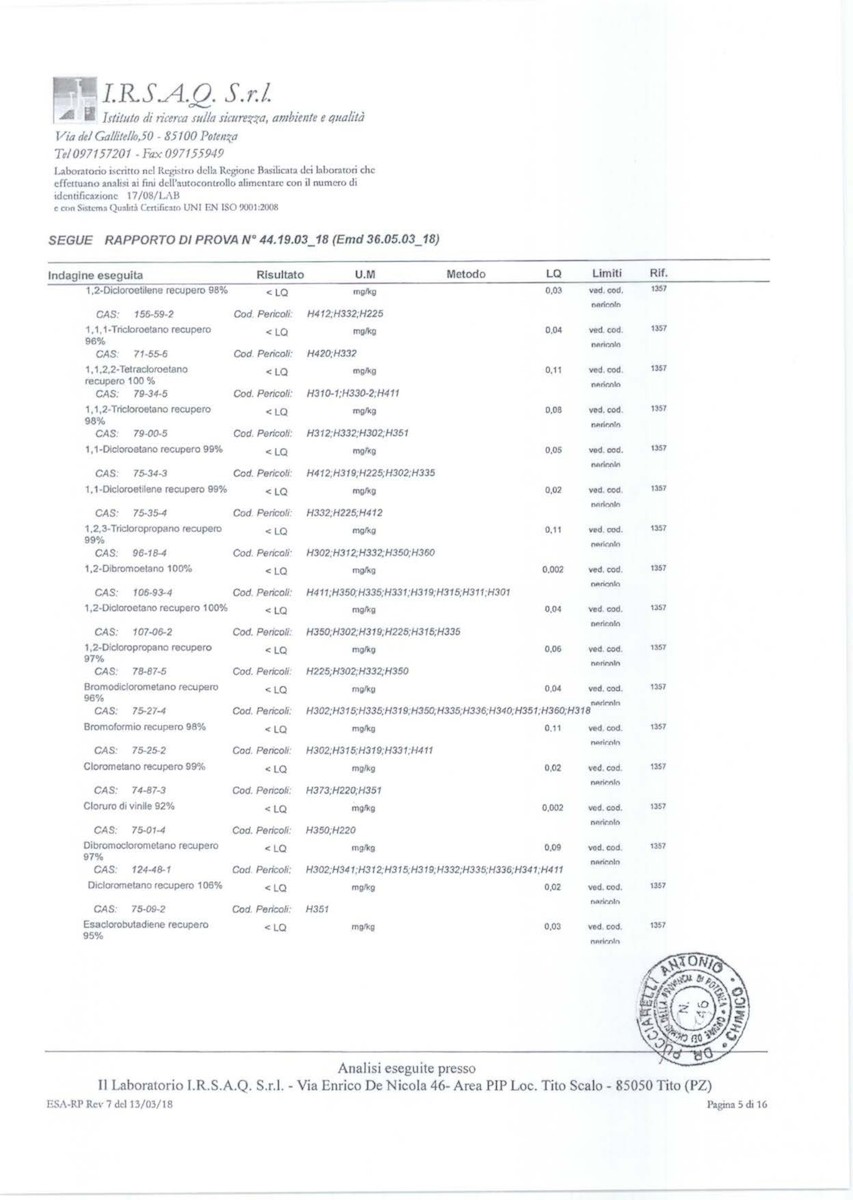 I.R.S.A.Q. S.r.l.
Istituto di ricerca sulla sicurezza, ambiente e qualità
Via del Gallitello,50 - 85100 Potenza
Tel 097157201 - Fax 097155949
Laboratorio iscritto nel Registro della Regione Basilicata dei laboratori che
effettuano analisi ai fini dell'autocontrollo alimentare con il numero di
identificazione 17/08/LAB
e con Sistema Qualità Certificato UNI EN ISO 9001:2008
SEGUE RAPPORTO DI PROVA N° 44.19.03_18 (Emd 36.05.03_18)
Indagine eseguita Risultato U.M Metodo LQ Limiti Rif.
1,2-Dicloroetilene recupero 98% < LQ mg/kg 0,03 ved. cod. 1357
pericolo
CAS: 156-59-2 Cod. Pericoli: H412;H332;H225
1,1,1-Tricloroetano recupero < LQ mg/kg 0,04 ved. cod. 1357
96% pericolo
CAS: 71-55-6 Cod. Pericoli: H420;H332
1,1,2,2-Tetracloroetano < LQ mg/kg 0,11 ved. cod. 1357
recupero 100 % pericolo
CAS: 79-34-5 Cod. Pericoli: H310-1;H330-2;H411
1,1,2-Tricloroetano recupero < LQ mg/kg 0,08 ved. cod. 1357
98% pericolo
CAS: 79-00-5 Cod. Pericoli: H312;H332;H302;H351
1,1-Dicloroetano recupero 99% < LQ mg/kg 0,05 ved. cod. 1357
pericolo
CAS: 75-34-3 Cod. Pericoli: H412;H319;H225;H302;H335
1,1-Dicloroetilene recupero 99% < LQ mg/kg 0,02 ved. cod. 1357
pericolo
CAS: 75-35-4 Cod. Pericoli: H332;H225;H412
1,2,3-Tricloropropano recupero < LQ mg/kg 0,11 ved. cod. 1357
99% pericolo
CAS: 96-18-4 Cod. Pericoli: H302;H312;H332;H350;H360
1,2-Dibromoetano 100% < LQ mg/kg 0,002 ved. cod. 1357
pericolo
CAS: 106-93-4 Cod. Pericoli: H411;H350;H335;H331;H319;H315;H311;H301
1,2-Dicloroetano recupero 100% < LQ mg/kg 0,04 ved. cod. 1357
pericolo
CAS: 107-06-2 Cod. Pericoli: H350;H302;H319;H225;H315;H335
1,2-Dicloropropano recupero < LQ mg/kg 0,06 ved. cod. 1357
97% pericolo
CAS: 78-87-5 Cod. Pericoli: H225;H302;H332;H350
Bromodiclorometano recupero < LQ mg/kg 0,04 ved. cod. 1357
96% pericolo
CAS: 75-27-4 Cod. Pericoli: H302;H315;H335;H319;H350;H335;H336;H340;H351;H360;H318
Bromoformio recupero 98% < LQ mg/kg 0,11 ved. cod. 1357
pericolo
CAS: 75-25-2 Cod. Pericoli: H302;H315;H319;H331;H411
Clorometano recupero 99% < LQ mg/kg 0,02 ved. cod. 1357
pericolo
CAS: 74-87-3 Cod. Pericoli: H373;H220;H351
Cloruro di vinile 92% < LQ mg/kg 0,002 ved. cod. 1357
pericolo
CAS: 75-01-4 Cod. Pericoli: H350;H220
Dibromoclorometano recupero < LQ mg/kg 0,09 ved. cod. 1357
97% pericolo
CAS: 124-48-1 Cod. Pericoli: H302;H341;H312;H315;H319;H332;H335;H336;H341;H411
Diclorometano recupero 106% < LQ mg/kg 0,02 ved. cod. 1357
pericolo
CAS: 75-09-2 Cod. Pericoli: H351
Esaclorobutadiene recupero < LQ mg/kg 0,03 ved. cod. 1357
95% pericolo
DR. PUCCIARELLI ANTONIO • CHIMICO •
ORDINE DEI CHIMICI DELLA PROVINCIA DI POTENZA
N.
Analisi eseguite presso
Il Laboratorio I.R.S.A.Q. S.r.l. - Via Enrico De Nicola 46- Area PIP Loc. Tito Scalo - 85050 Tito (PZ)
ESA-RP Rev 7 del 13/03/18 Pagina 5 di 16